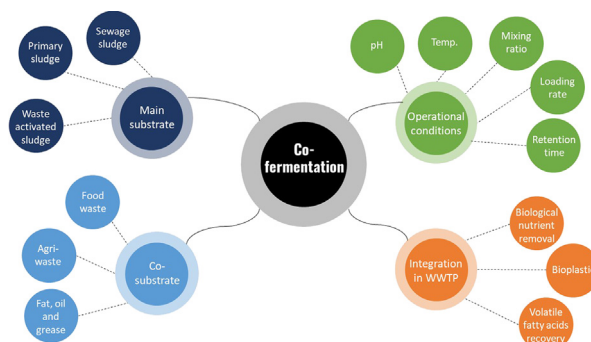 Sewage
sludge
Primary
sludge
Waste
activated
sludge
Main
substrate
pH
Temp.
Mixing
ratio
Loading
rate
Retention
time
Operational
conditions
Co-
fermentation
Food
waste
Agri-
waste
Fat, oil
and
grease
Co-
substrate
Biological
nutrient
removal
Bioplastic
Volatile
fatty acids
recovery
Integration
in WWTP